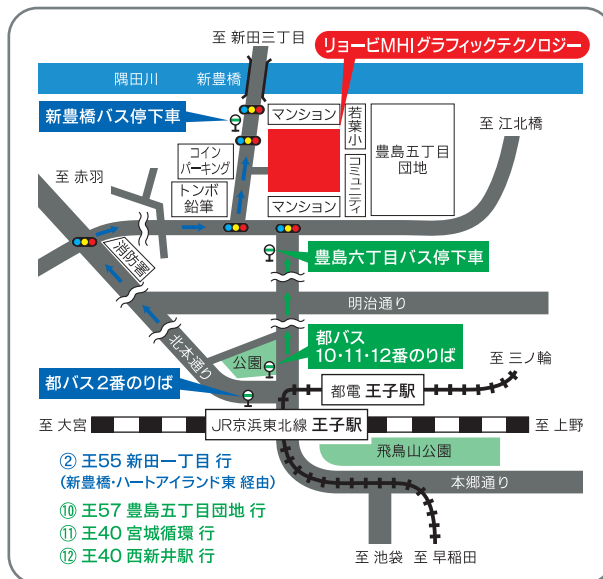 至 新田三丁目
リョービMHIグラフィックテクノロジー
隅田川
新豊橋
新豊橋バス停下車
マンション
若葉小
至 江北橋
コイン
パーキング
豊島五丁目
団地
至 赤羽
コミュニティ
トンボ
鉛筆
マンション
消防署
豊島六丁目バス停下車
明治通り
北本通り
公園
都バス
10・11・12番のりば
至 三ノ輪
都バス2番のりば
都電 王子駅
至 大宮
JR京浜東北線 王子駅
至 上野
飛鳥山公園
② 王55 新田一丁目 行
(新豊橋・ハートアイランド東 経由)
本郷通り
⑩ 王57 豊島五丁目団地 行
⑪ 王40 宮城循環 行
⑫ 王40 西新井駅 行
至 池袋
至 早稲田